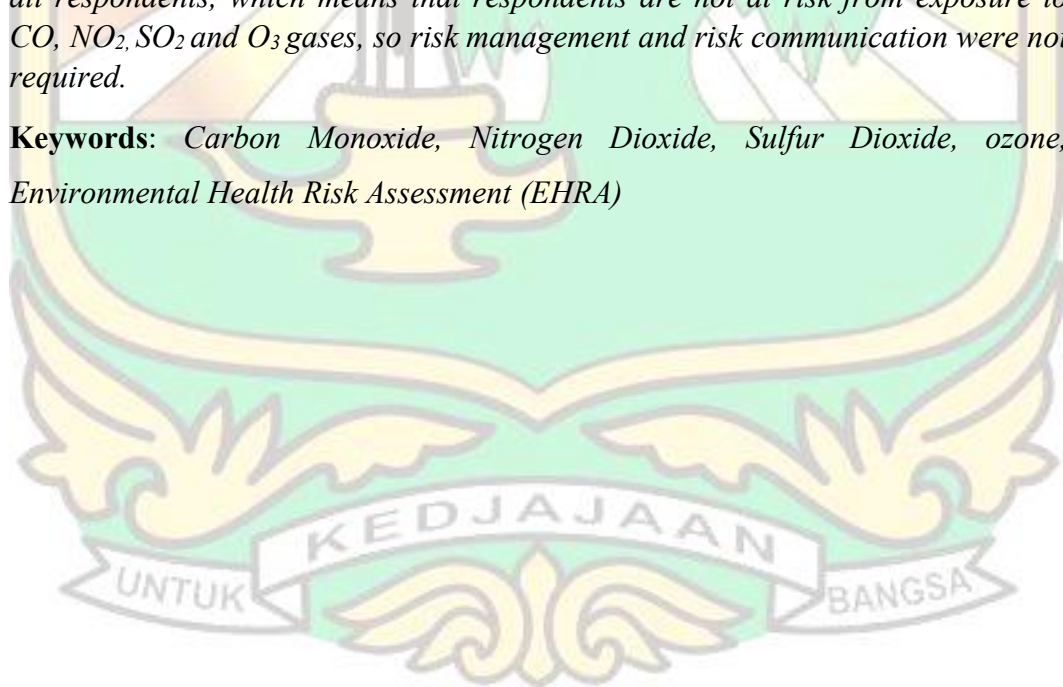 all respondents, which means that respondents are not at risk from exposure to
CO, NO₂, SO₂ and O₃ gases, so risk management and risk communication were not
required.
Keywords: Carbon Monoxide, Nitrogen Dioxide, Sulfur Dioxide, ozone,
Environmental Health Risk Assessment (EHRA)
KEDJAJAAN
UNTUK BANGSA